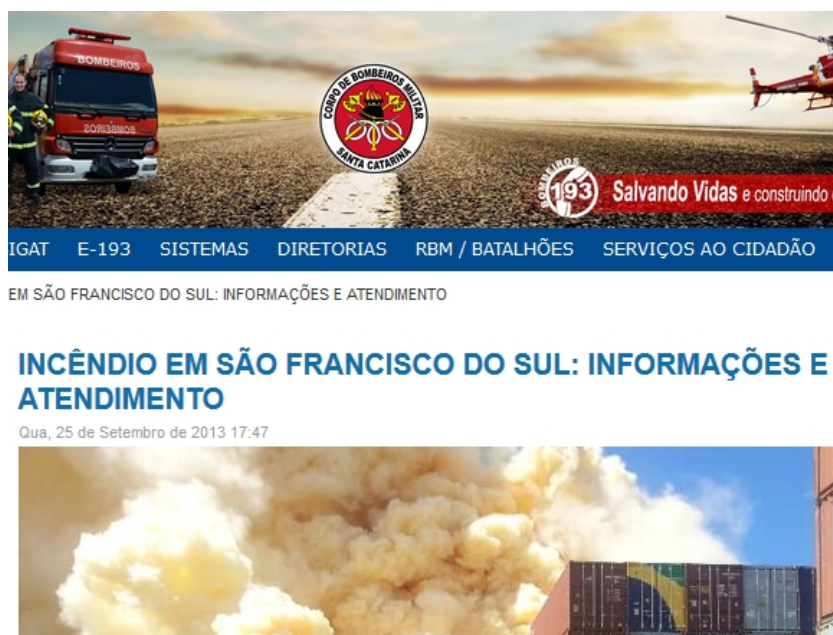 BOMBEIROS
BOMBEIROS
CORPO DE BOMBEIROS MILITAR
SANTA CATARINA
BOMBEIROS
193
Salvando Vidas e construindo
IGAT E-193 SISTEMAS DIRETORIAS RBM / BATALHÕES SERVIÇOS AO CIDADÃO
EM SÃO FRANCISCO DO SUL: INFORMAÇÕES E ATENDIMENTO
INCÊNDIO EM SÃO FRANCISCO DO SUL: INFORMAÇÕES E
ATENDIMENTO
Qua, 25 de Setembro de 2013 17:47